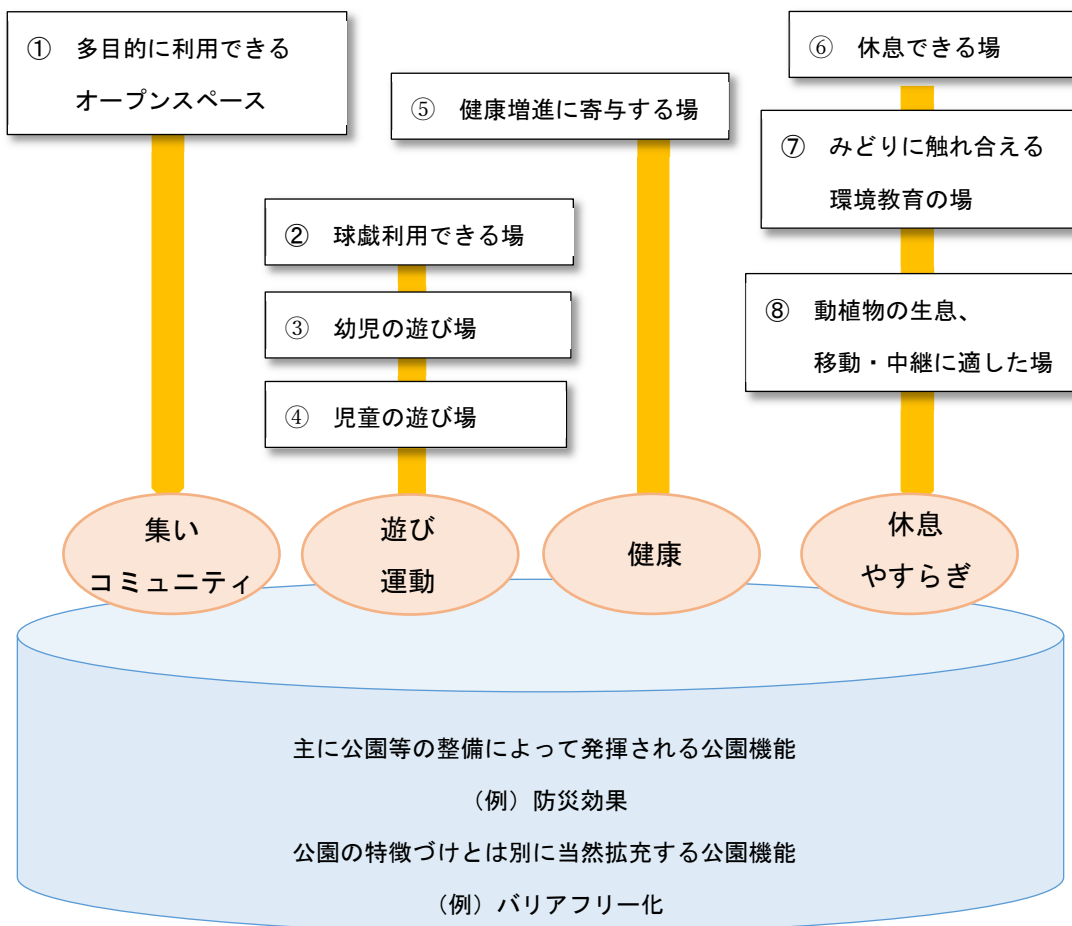 ① 多目的に利用できる
オープンスペース
② 球戯利用できる場
③ 幼児の遊び場
④ 児童の遊び場
⑤ 健康増進に寄与する場
⑥ 休息できる場
⑦ みどりに触れ合える
環境教育の場
⑧ 動植物の生息、
移動・中継に適した場
集い
コミュニティ
遊び
運動
健康
休息
やすらぎ
主に公園等の整備によって発揮される公園機能
（例）防災効果
公園の特徴づけとは別に当然拡充する公園機能
（例）バリアフリー化